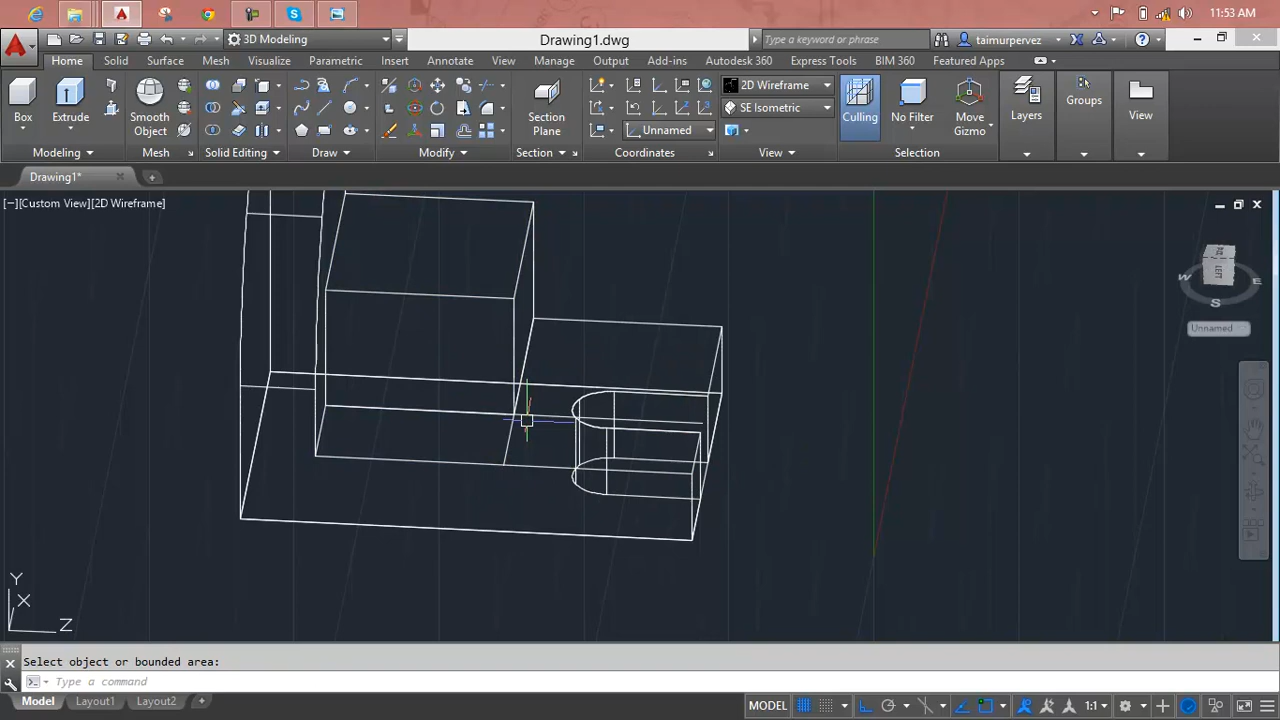 11:53 AM
3D Modeling
Drawing1.dwg
Type a keyword or phrase
taimurpervez
Home Solid Surface Mesh Visualize Parametric Insert Annotate View Manage Output Add-ins Autodesk 360 Express Tools BIM 360 Featured Apps
Box
Extrude
Smooth Object
Section Plane
Unnamed
2D Wireframe
SE Isometric
Culling
No Filter
Move Gizmo
Layers
Groups
View
Modeling Mesh Solid Editing Draw Modify Section Coordinates View Selection
Drawing1*
[−][Custom View][2D Wireframe]
LEFT
W
E
S
Unnamed
Y
X
Z
Select object or bounded area:
Type a command
Model Layout1 Layout2
MODEL
1:1